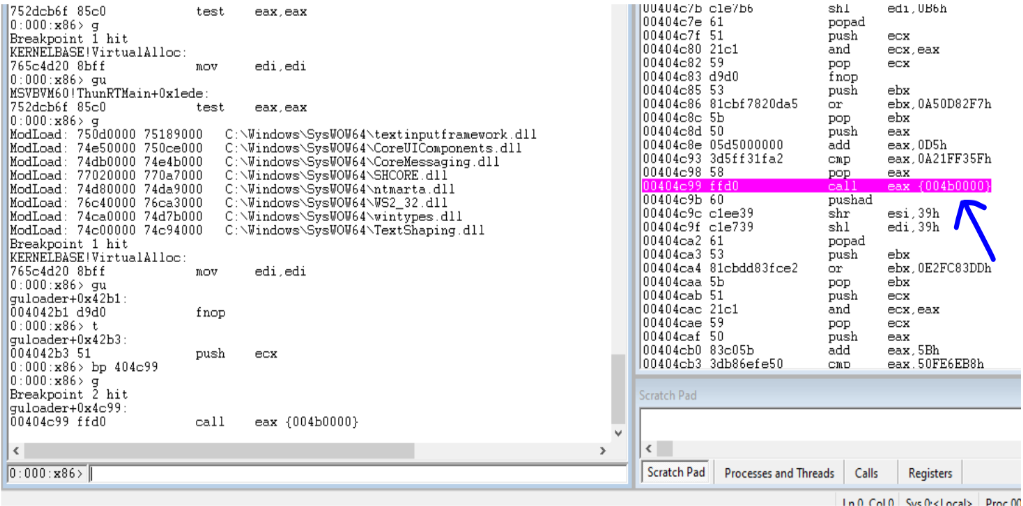 752dcb6f 85c0 test eax,eax
0:000:x86> g
Breakpoint 1 hit
KERNELBASE!VirtualAlloc:
765c4d20 8bff mov edi,edi
0:000:x86> gu
MSVBVM60!ThunRTMain+0x1ede:
752dcb6f 85c0 test eax,eax
0:000:x86> g
ModLoad: 750d0000 75189000 C:\Windows\SysWOW64\textinputframework.dll
ModLoad: 74e50000 750ce000 C:\Windows\SysWOW64\CoreUIComponents.dll
ModLoad: 74db0000 74e4b000 C:\Windows\SysWOW64\CoreMessaging.dll
ModLoad: 77020000 770a7000 C:\Windows\SysWOW64\SHCORE.dll
ModLoad: 74d80000 74da9000 C:\Windows\SysWOW64\ntmarta.dll
ModLoad: 76c40000 76ca3000 C:\Windows\SysWOW64\WS2_32.dll
ModLoad: 74ca0000 74d7b000 C:\Windows\SysWOW64\wintypes.dll
ModLoad: 74c00000 74c94000 C:\Windows\SysWOW64\TextShaping.dll
Breakpoint 1 hit
KERNELBASE!VirtualAlloc:
765c4d20 8bff mov edi,edi
0:000:x86> gu
guloader+0x42b1:
004042b1 d9d0 fnop
0:000:x86> t
guloader+0x42b3:
004042b3 51 push ecx
0:000:x86> bp 404c99
0:000:x86> g
Breakpoint 2 hit
guloader+0x4c99:
00404c99 ffd0 call eax {004b0000}
0:000:x86>
00404c7b c1e7b6 shl edi,0B6h
00404c7e 61 popad
00404c7f 51 push ecx
00404c80 21c1 and ecx,eax
00404c82 59 pop ecx
00404c83 d9d0 fnop
00404c85 53 push ebx
00404c86 81cbf7820da5 or ebx,0A50D82F7h
00404c8c 5b pop ebx
00404c8d 50 push eax
00404c8e 05d5000000 add eax,0D5h
00404c93 3d5ff31fa2 cmp eax,0A21FF35Fh
00404c98 58 pop eax
00404c99 ffd0 call eax {004b0000}
00404c9b 60 pushad
00404c9c c1ee39 shr esi,39h
00404c9f c1e739 shl edi,39h
00404ca2 61 popad
00404ca3 53 push ebx
00404ca4 81cbdd83fce2 or ebx,0E2FC83DDh
00404caa 5b pop ebx
00404cab 51 push ecx
00404cac 21c1 and ecx,eax
00404cae 59 pop ecx
00404caf 50 push eax
00404cb0 83c05b add eax,5Bh
00404cb3 3db86efe50 cmp eax,50FE6EB8h
Scratch Pad
Scratch Pad Processes and Threads Calls Registers
Ln 0, Col 0 Sys 0:<Local> Proc 00